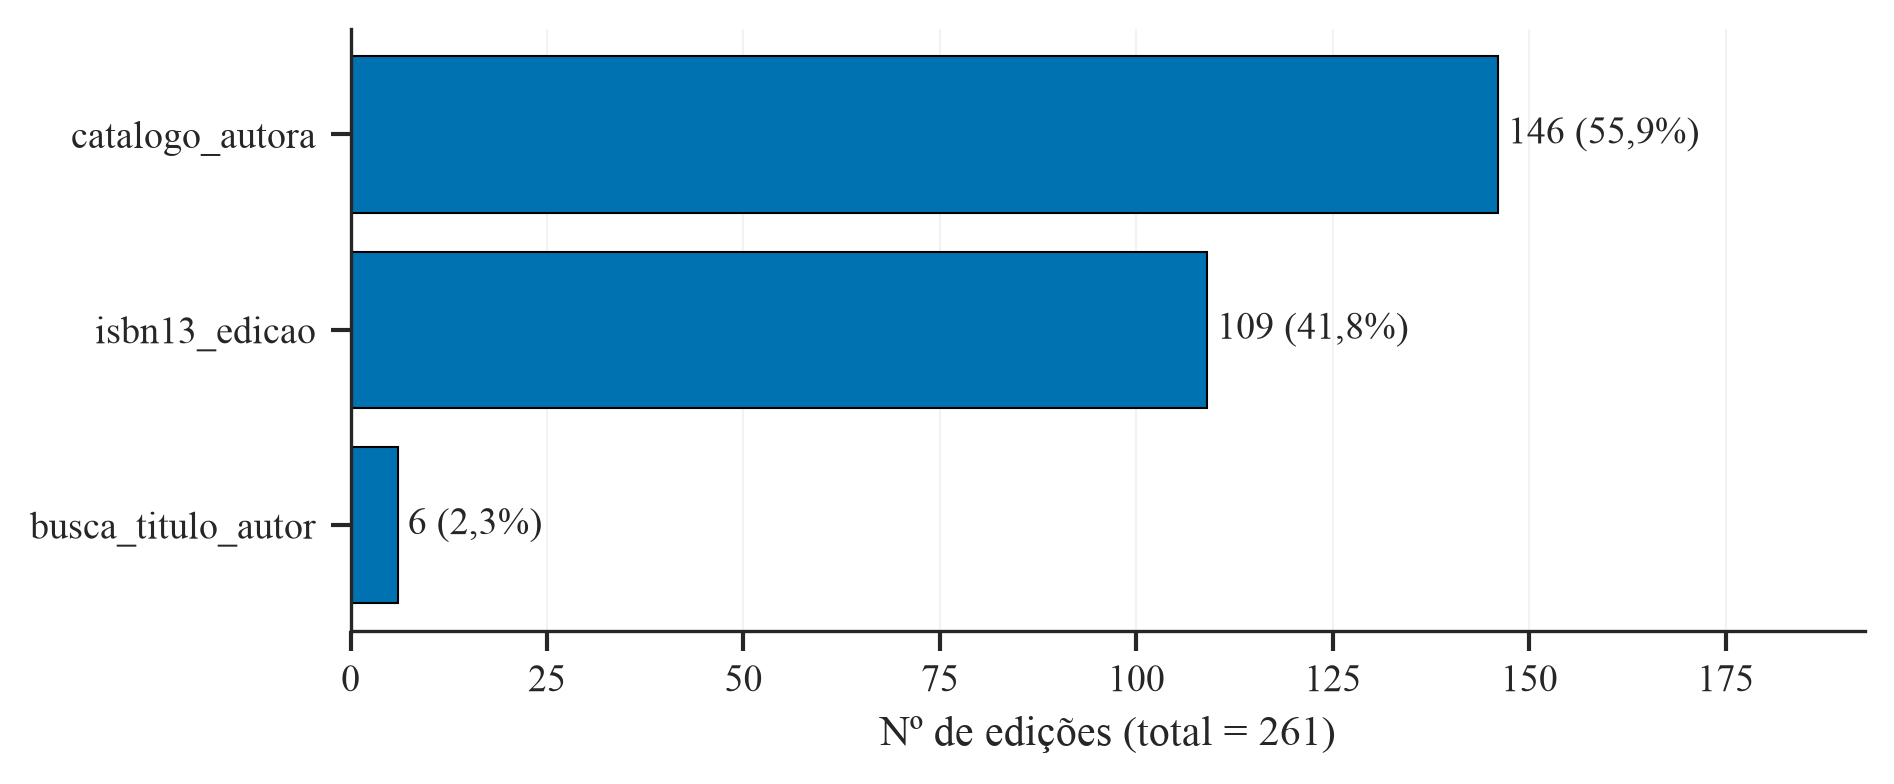 catalogo_autora
146 (55,9%)
isbn13_edicao
109 (41,8%)
busca_titulo_autor
6 (2,3%)
0 25 50 75 100 125 150 175
Nº de edições (total = 261)